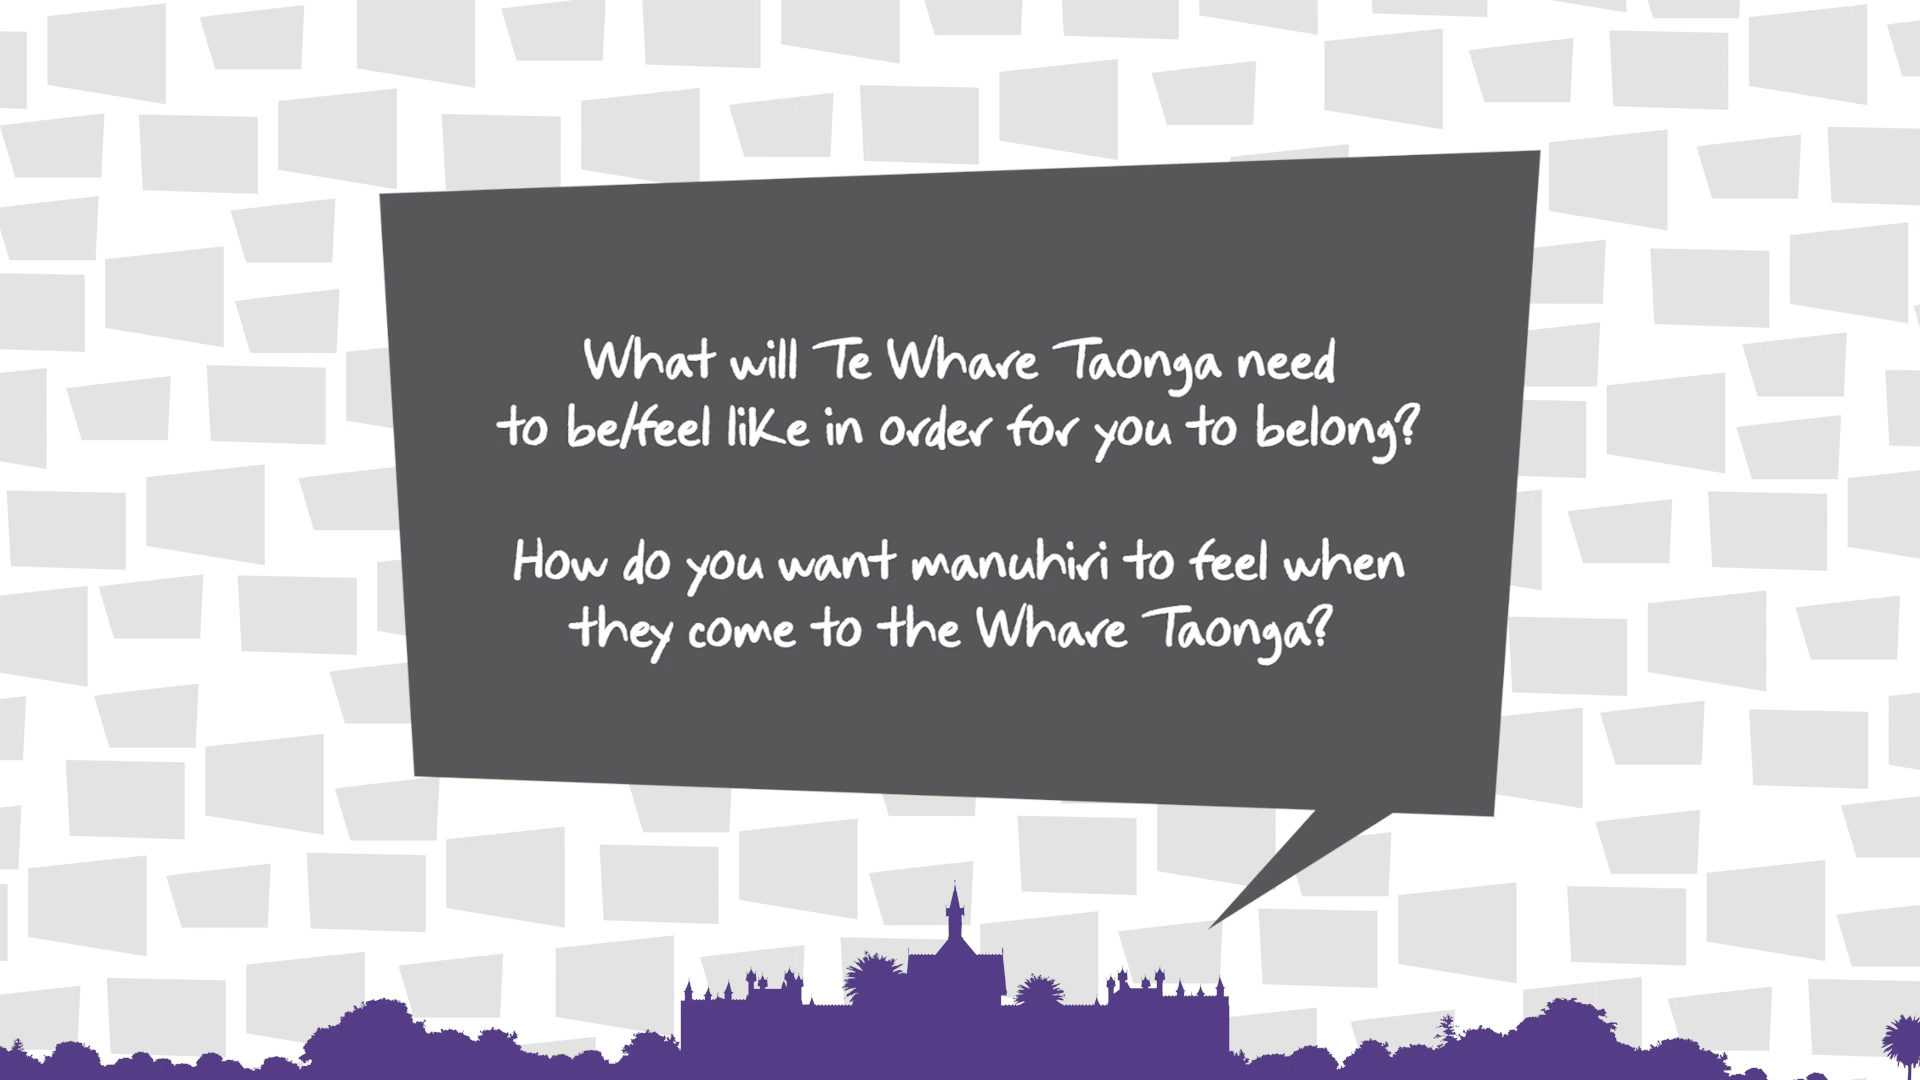 What will Te Whare Taonga need
to be/feel like in order for you to belong?
How do you want manuhiri to feel when
they come to the Whare Taonga?